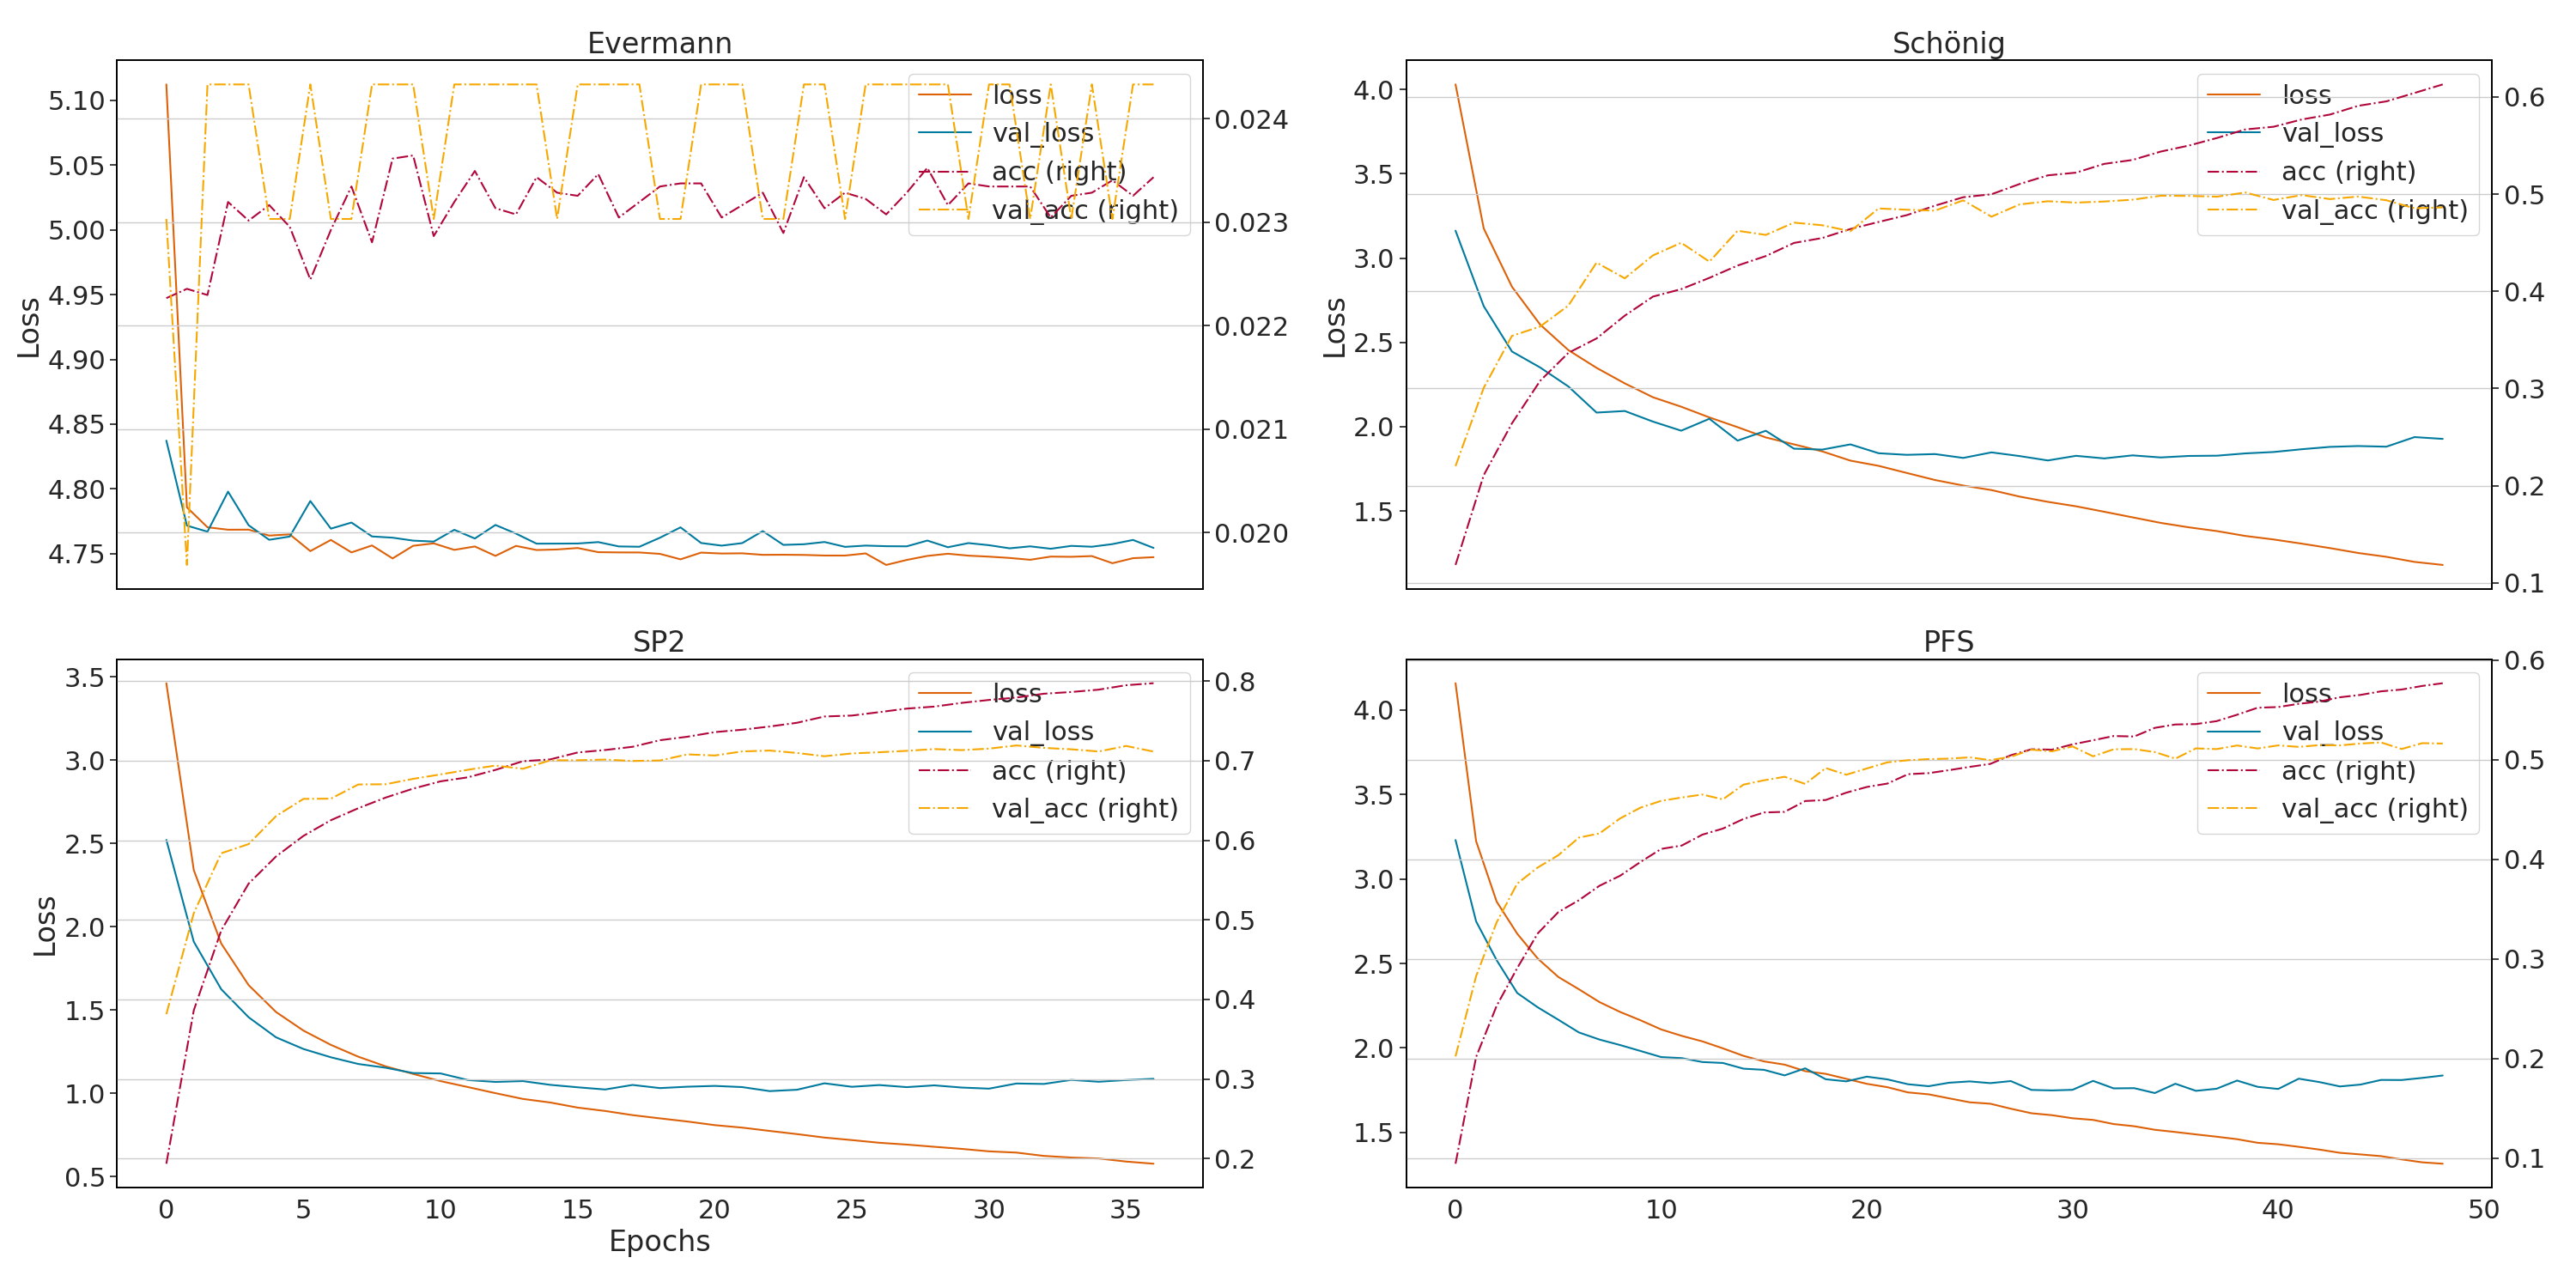 Evermann
5.10
5.05
5.00
4.95
4.90
4.85
4.80
4.75
Loss
0.024
0.023
0.022
0.021
0.020
loss
val_loss
acc (right)
val_acc (right)
Schönig
4.0
3.5
3.0
2.5
2.0
1.5
Loss
0.6
0.5
0.4
0.3
0.2
0.1
loss
val_loss
acc (right)
val_acc (right)
SP2
3.5
3.0
2.5
2.0
1.5
1.0
0.5
Loss
0.8
0.7
0.6
0.5
0.4
0.3
0.2
loss
val_loss
acc (right)
val_acc (right)
0 5 10 15 20 25 30 35
Epochs
PFS
4.0
3.5
3.0
2.5
2.0
1.5
0.6
0.5
0.4
0.3
0.2
0.1
loss
val_loss
acc (right)
val_acc (right)
0 10 20 30 40 50